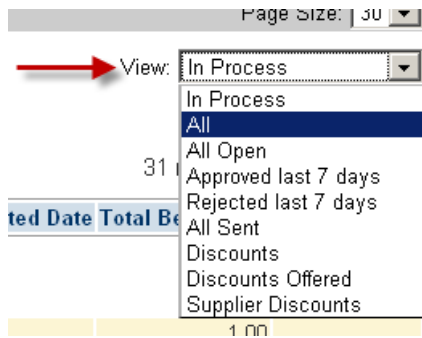 Page Size: 30
View: In Process
In Process
All
All Open
31
Approved last 7 days
Rejected last 7 days
ted Date Total Be
All Sent
Discounts
Discounts Offered
Supplier Discounts
1.00